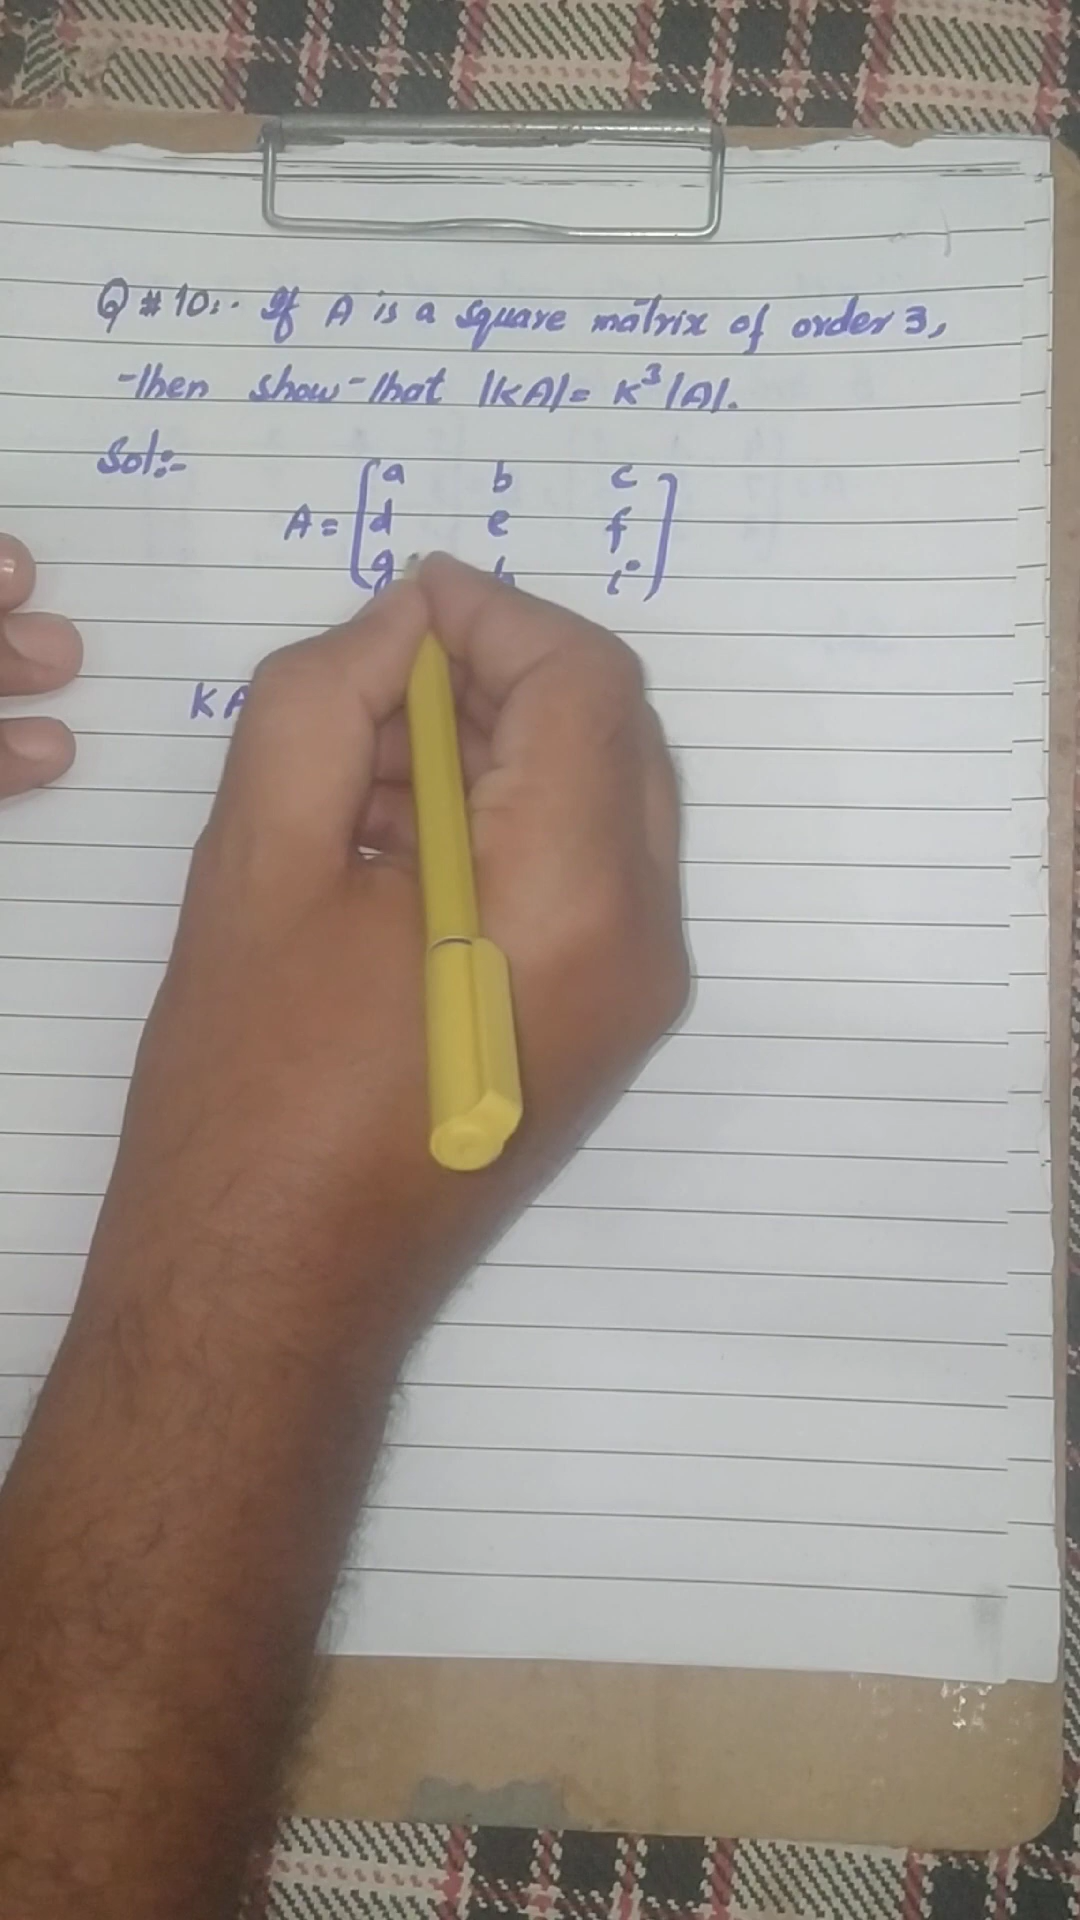 Q # 10:- If A is a square matrix of order 3,
then show that |kA| = k³|A|.
Sol:-
a b c
A = d e f
g h i
KA